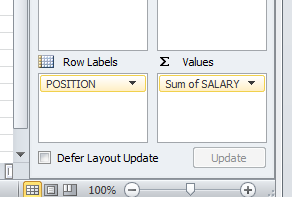 Row Labels
Σ Values
POSITION
Sum of SALARY
Defer Layout Update
Update
100%